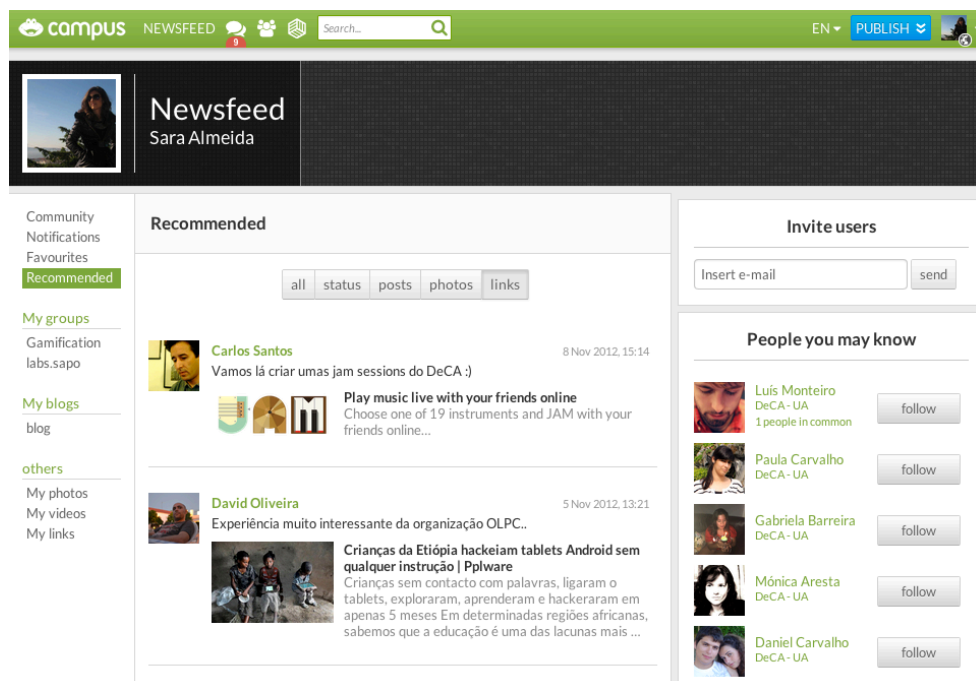 campus NEWSFEED 9 Search... EN PUBLISH
Newsfeed
Sara Almeida
Community
Notifications
Favourites
Recommended
My groups
Gamification
labs.sapo
My blogs
blog
others
My photos
My videos
My links
Recommended
all status posts photos links
Carlos Santos 8 Nov 2012, 15:14
Vamos lá criar umas jam sessions do DeCA :)
JAM
Play music live with your friends online
Choose one of 19 instruments and JAM with your
friends online...
David Oliveira 5 Nov 2012, 13:21
Experiência muito interessante da organização OLPC..
Crianças da Etiópia hackeiam tablets Android sem
qualquer instrução | Pplware
Crianças sem contacto com palavras, ligaram o
tablets, exploraram, aprenderam e hackeraram em
apenas 5 meses Em determinadas regiões africanas,
sabemos que a educação é uma das lacunas mais ...
Invite users
Insert e-mail send
People you may know
Luís Monteiro
DeCA - UA
1 people in common
follow
Paula Carvalho
DeCA - UA
follow
Gabriela Barreira
DeCA - UA
follow
Mónica Aresta
DeCA - UA
follow
Daniel Carvalho
DeCA - UA
follow